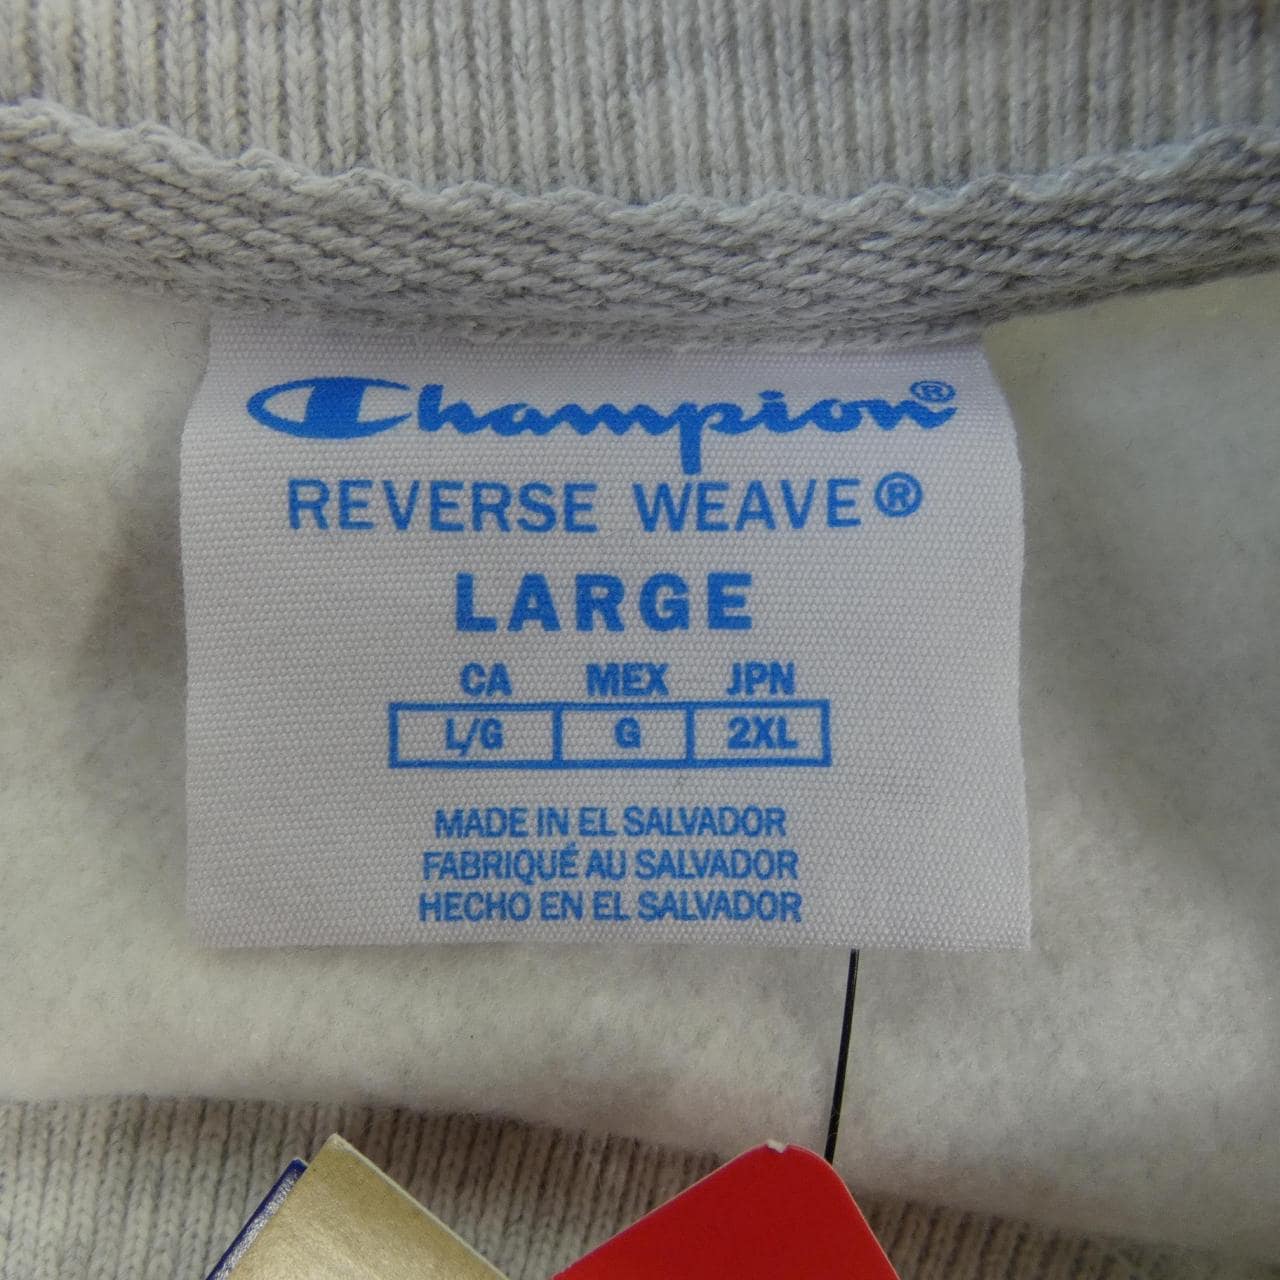 Champion®
REVERSE WEAVE®
LARGE
CA MEX JPN
L/G G 2XL
MADE IN EL SALVADOR
FABRIQUÉ AU SALVADOR
HECHO EN EL SALVADOR